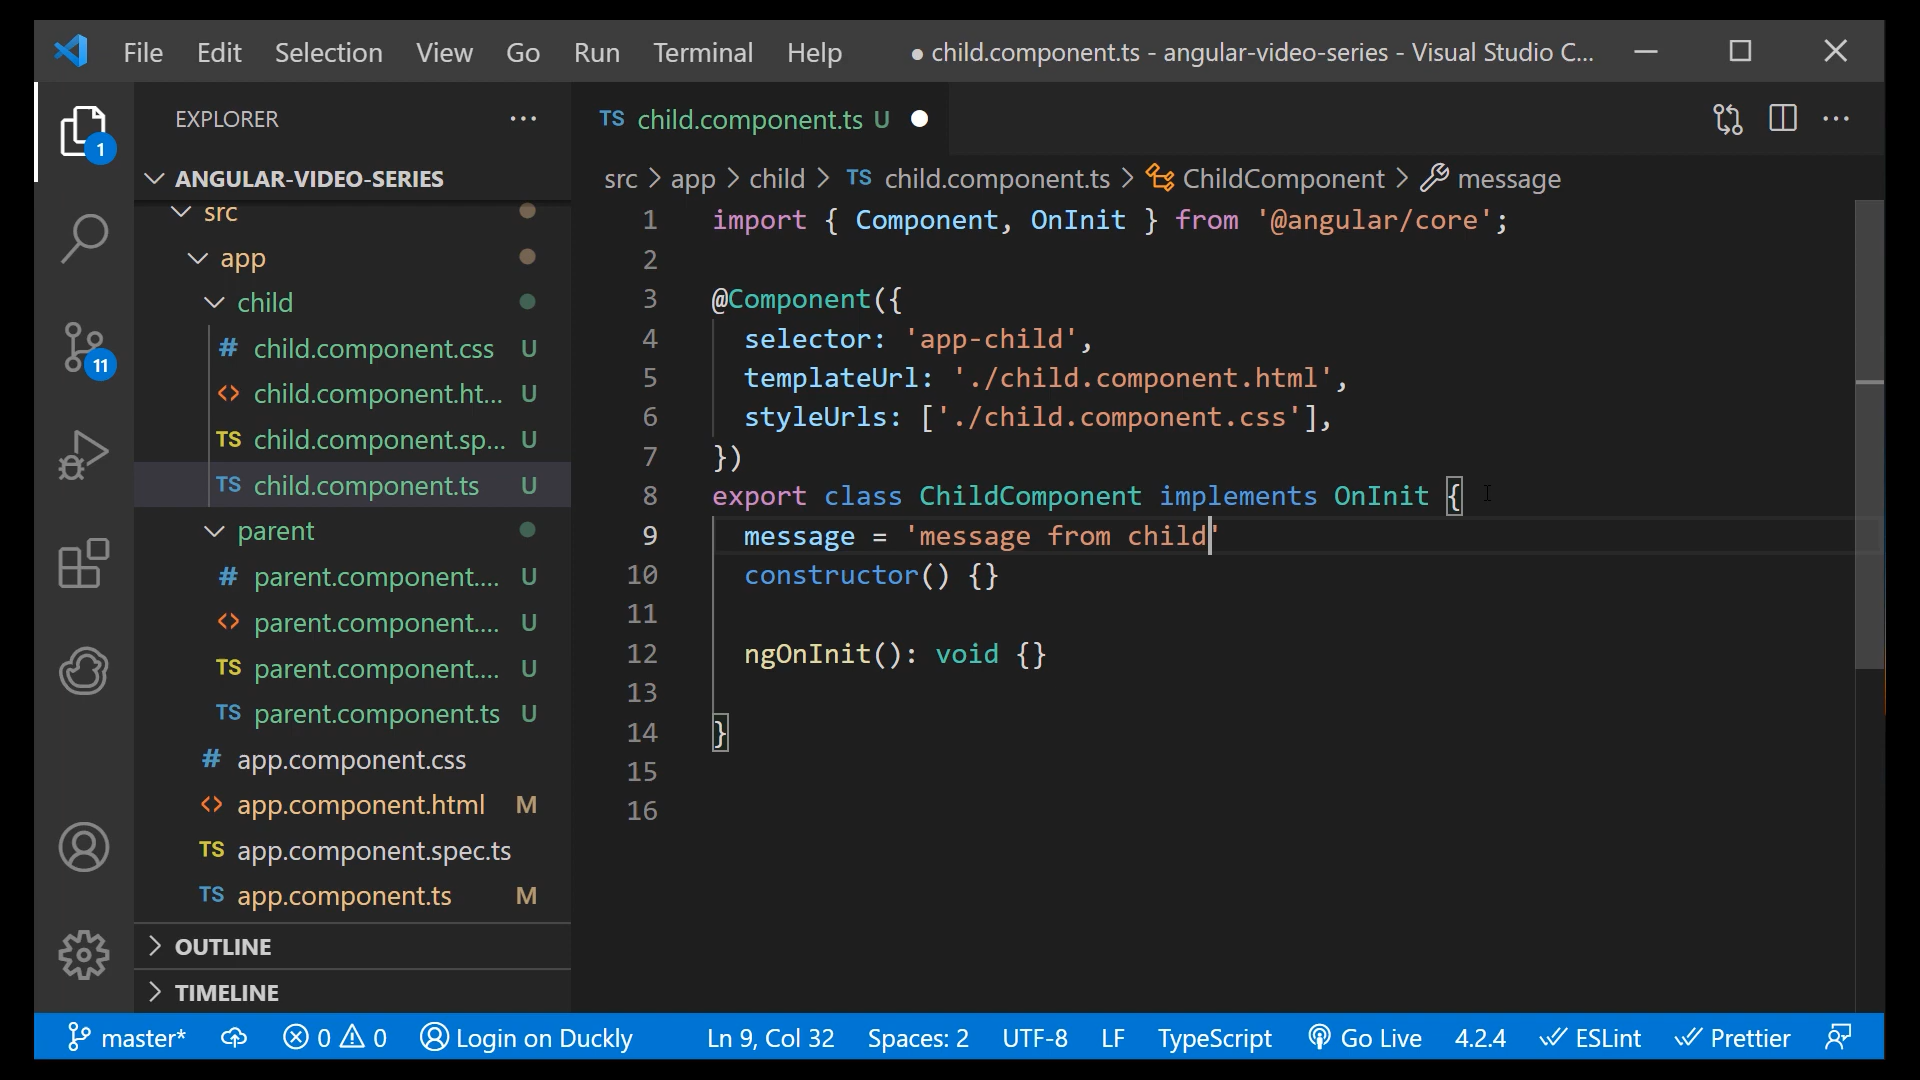 File Edit Selection View Go Run Terminal Help ● child.component.ts - angular-video-series - Visual Studio C...
EXPLORER ...
1
ANGULAR-VIDEO-SERIES
src
app
child
# child.component.css U
<> child.component.ht... U
TS child.component.sp... U
TS child.component.ts U
parent
# parent.component.... U
<> parent.component.... U
TS parent.component.... U
TS parent.component.ts U
# app.component.css
<> app.component.html M
TS app.component.spec.ts
TS app.component.ts M
OUTLINE
TIMELINE
11
TS child.component.ts U ●
src > app > child > TS child.component.ts > ChildComponent > message
1 import { Component, OnInit } from '@angular/core';
2
3 @Component({
4   selector: 'app-child',
5   templateUrl: './child.component.html',
6   styleUrls: ['./child.component.css'],
7 })
8 export class ChildComponent implements OnInit {
9   message = 'message from child'
10   constructor() {}
11
12   ngOnInit(): void {}
13
14 }
15
16
master* 0 0 Login on Duckly Ln 9, Col 32 Spaces: 2 UTF-8 LF TypeScript Go Live 4.2.4 ESLint Prettier